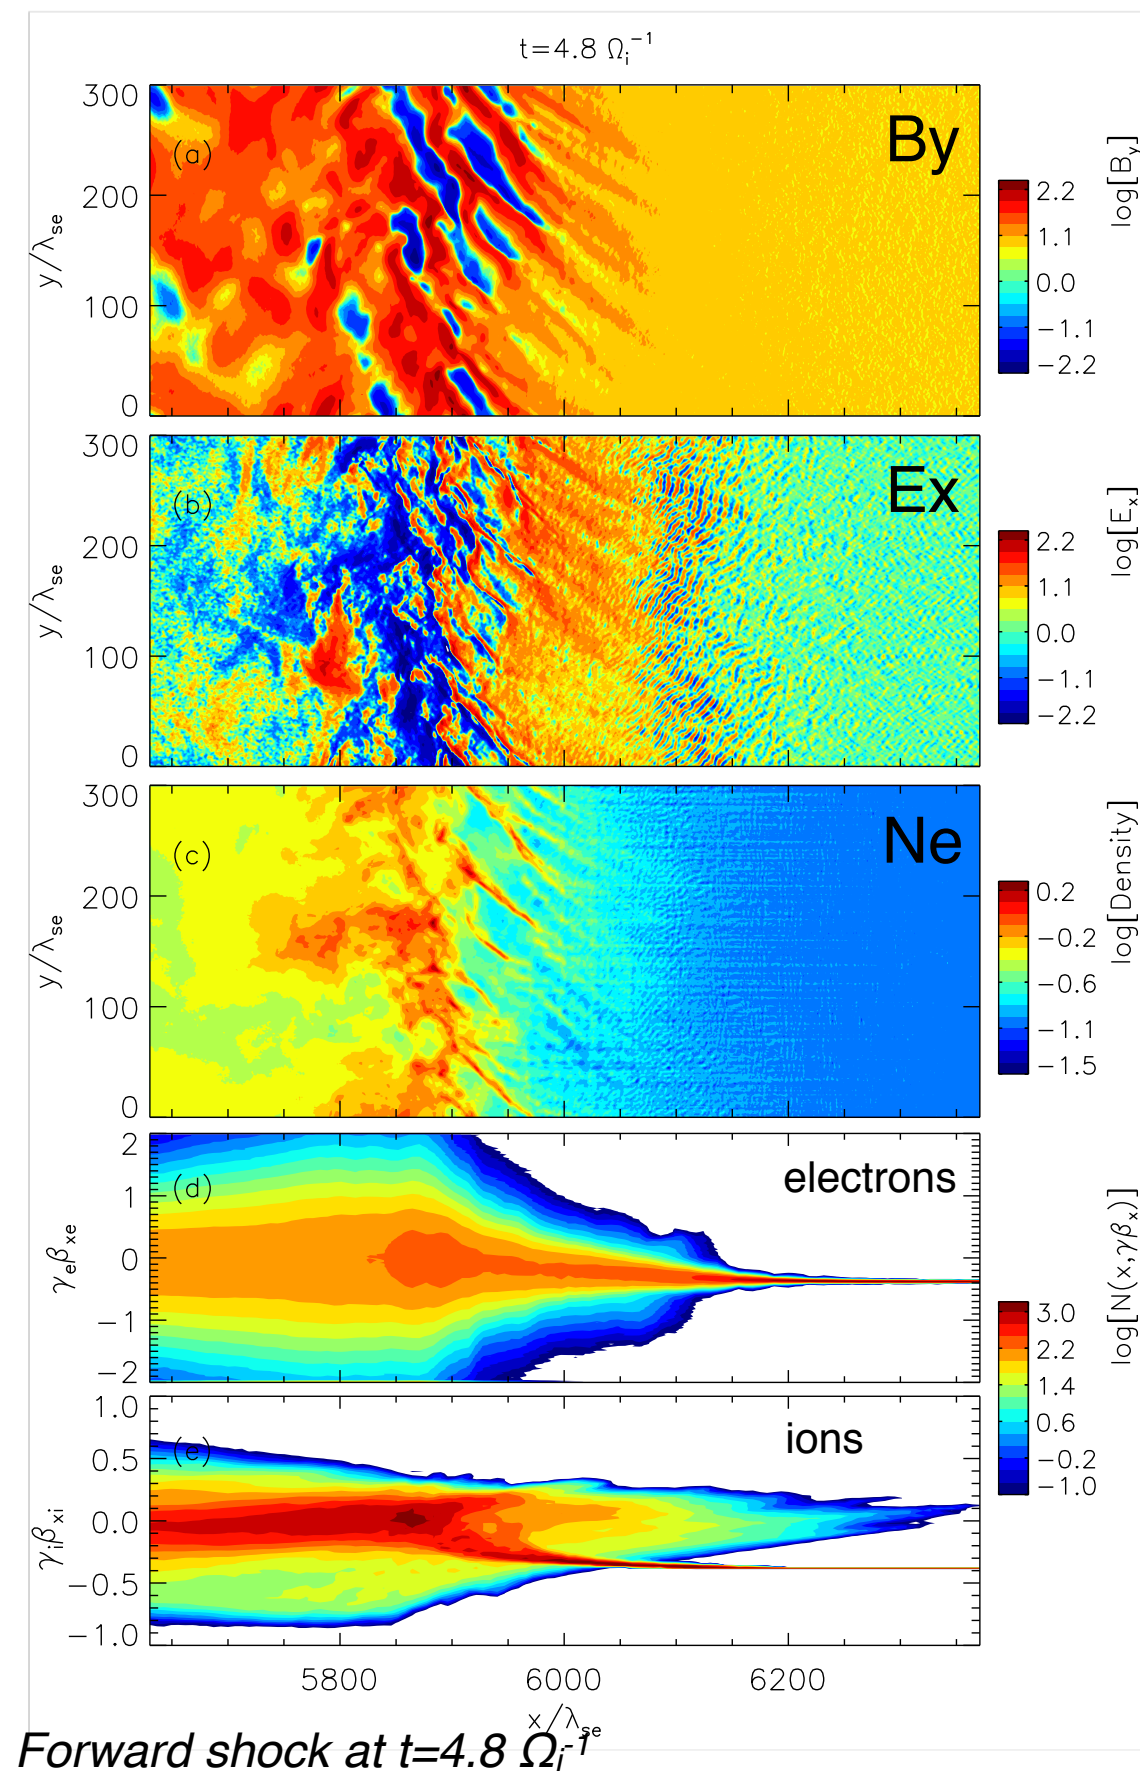 t=4.8 Ω_i^{-1}
300
200
100
0
y/λ_se
(a)
By
log[B_y]
2.2
1.1
0.0
−1.1
−2.2
300
200
100
0
y/λ_se
(b)
Ex
log[E_x]
2.2
1.1
0.0
−1.1
−2.2
300
200
100
0
y/λ_se
(c)
Ne
log[Density]
0.2
−0.2
−0.6
−1.1
−1.5
2
1
0
−1
−2
γ_eβ_xe
(d)
electrons
1.0
0.5
0.0
−0.5
−1.0
γ_iβ_xi
(e)
ions
log[N(x,γβ_x)]
3.0
2.2
1.4
0.6
−0.2
−1.0
5800 6000 6200
x/λ_se
Forward shock at t=4.8 Ω_i^{-1}